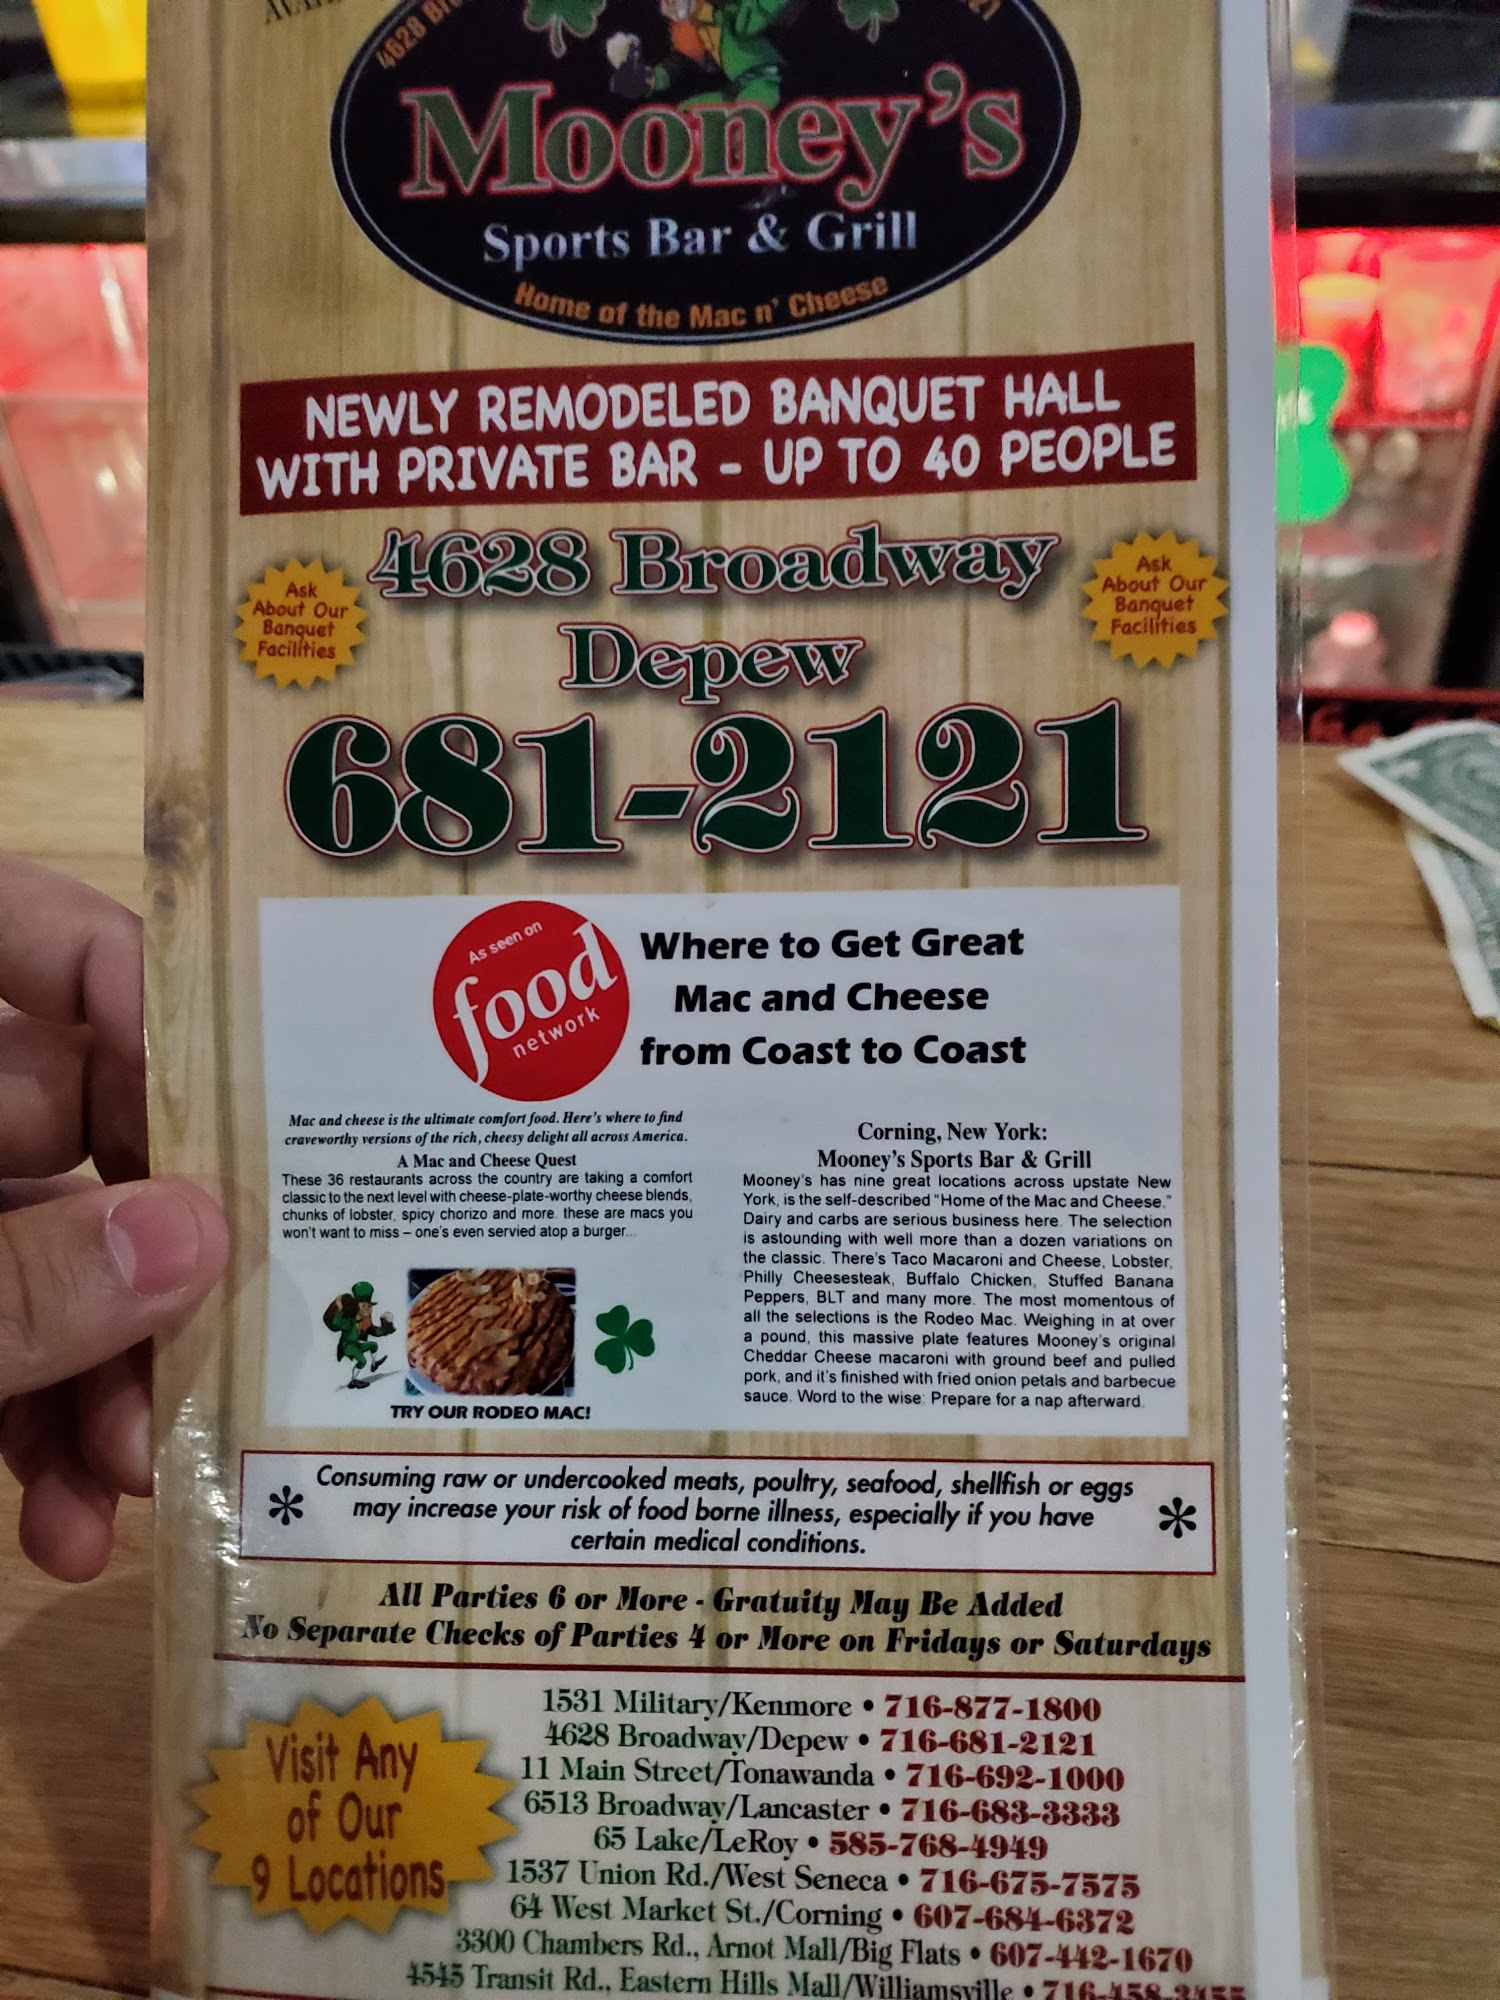 4628
Mooney's
Sports Bar & Grill
Home of the Mac n' Cheese
NEWLY REMODELED BANQUET HALL
WITH PRIVATE BAR - UP TO 40 PEOPLE
4628 Broadway
Depew
681-2121
Ask
About Our
Banquet
Facilities
Ask
About Our
Banquet
Facilities
As seen on
food
network
Where to Get Great
Mac and Cheese
from Coast to Coast
Mac and cheese is the ultimate comfort food. Here's where to find
craveworthy versions of the rich, cheesy delight all across America.
A Mac and Cheese Quest
These 36 restaurants across the country are taking a comfort
classic to the next level with cheese-plate-worthy cheese blends,
chunks of lobster, spicy chorizo and more. these are macs you
won't want to miss – one's even servied atop a burger...
TRY OUR RODEO MAC!
Corning, New York:
Mooney's Sports Bar & Grill
Mooney's has nine great locations across upstate New
York, is the self-described "Home of the Mac and Cheese."
Dairy and carbs are serious business here. The selection
is astounding with well more than a dozen variations on
the classic. There's Taco Macaroni and Cheese, Lobster,
Philly Cheesesteak, Buffalo Chicken, Stuffed Banana
Peppers, BLT and many more. The most momentous of
all the selections is the Rodeo Mac. Weighing in at over
a pound, this massive plate features Mooney's original
Cheddar Cheese macaroni with ground beef and pulled
pork, and it's finished with fried onion petals and barbecue
sauce. Word to the wise: Prepare for a nap afterward.
* Consuming raw or undercooked meats, poultry, seafood, shellfish or eggs
may increase your risk of food borne illness, especially if you have
certain medical conditions. *
All Parties 6 or More - Gratuity May Be Added
No Separate Checks of Parties 4 or More on Fridays or Saturdays
Visit Any
of Our
9 Locations
1531 Military/Kenmore • 716-877-1800
4628 Broadway/Depew • 716-681-2121
11 Main Street/Tonawanda • 716-692-1000
6513 Broadway/Lancaster • 716-683-3333
65 Lake/LeRoy • 585-768-4949
1537 Union Rd./West Seneca • 716-675-7575
64 West Market St./Corning • 607-684-6372
3300 Chambers Rd., Arnot Mall/Big Flats • 607-442-1670
4545 Transit Rd., Eastern Hills Mall/Williamsville • 716-458-3455